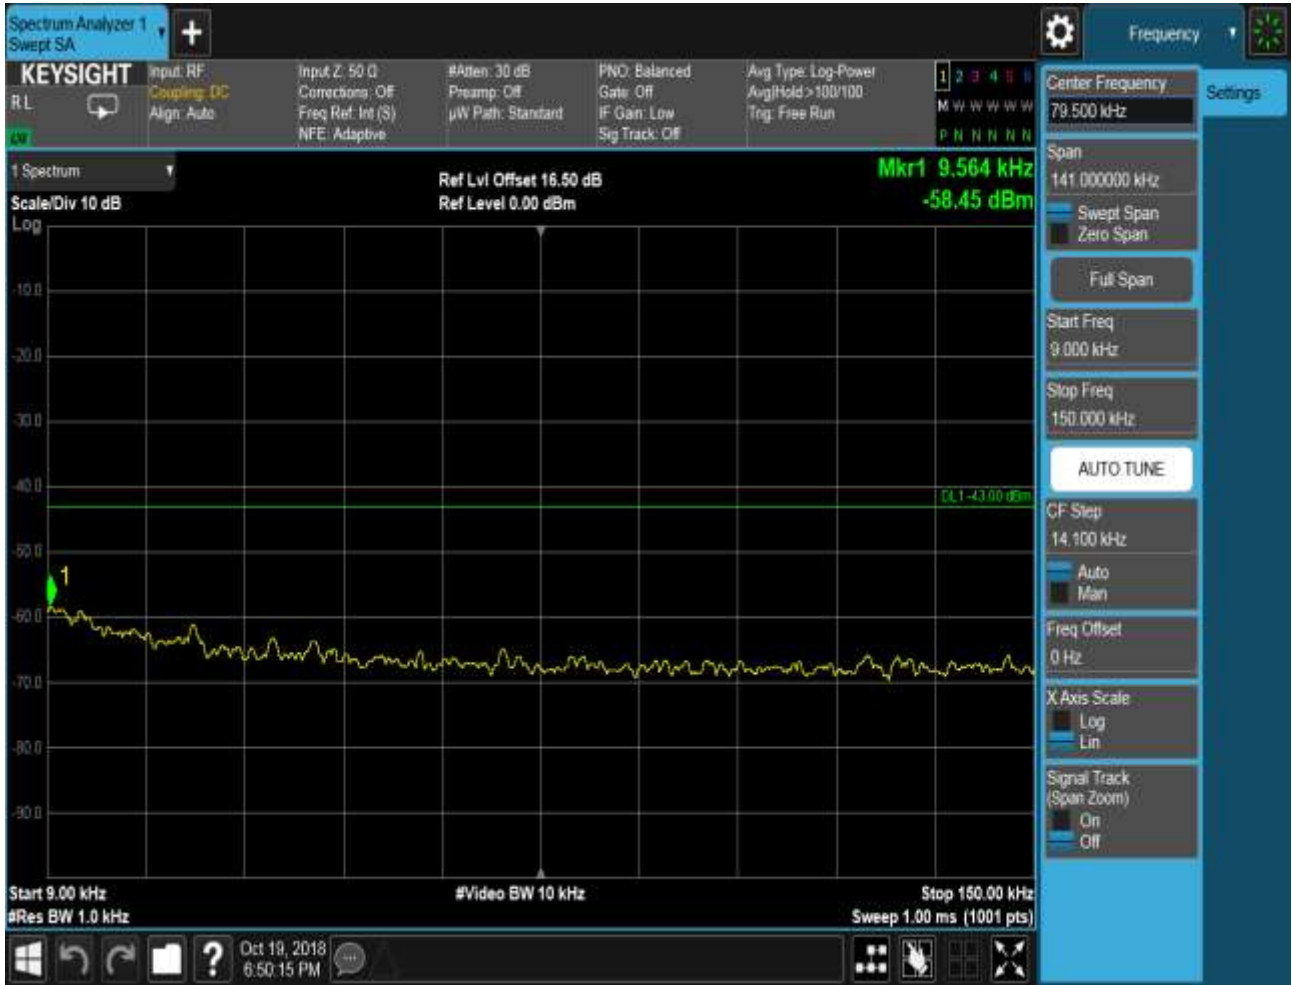 Spectrum Analyzer 1
Swept SA
+
Frequency
KEYSIGHT
R L
Input: RF
Coupling: DC
Align: Auto
Input Z: 50 Ω
Corrections: Off
Freq Ref: Int (S)
NFE: Adaptive
#Atten: 30 dB
Preamp: Off
µW Path: Standard
PNO: Balanced
Gate: Off
IF Gain: Low
Sig Track: Off
Avg Type: Log-Power
Avg|Hold:>100/100
Trig: Free Run
1 2 3 4 5 6
M W W W W W
P N N N N N
1 Spectrum
Scale/Div 10 dB
Log
Ref Lvl Offset 16.50 dB
Ref Level 0.00 dBm
Mkr1 9.564 kHz
-58.45 dBm
-10.0
-20.0
-30.0
-40.0
-50.0
-60.0
-70.0
-80.0
-90.0
DL1 -43.00 dBm
1
Start 9.00 kHz
#Res BW 1.0 kHz
#Video BW 10 kHz
Stop 150.00 kHz
Sweep 1.00 ms (1001 pts)
?
Oct 19, 2018
6:50:15 PM
Center Frequency
79.500 kHz
Settings
Span
141.000000 kHz
Swept Span
Zero Span
Full Span
Start Freq
9.000 kHz
Stop Freq
150.000 kHz
AUTO TUNE
CF Step
14.100 kHz
Auto
Man
Freq Offset
0 Hz
X Axis Scale
Log
Lin
Signal Track
(Span Zoom)
On
Off